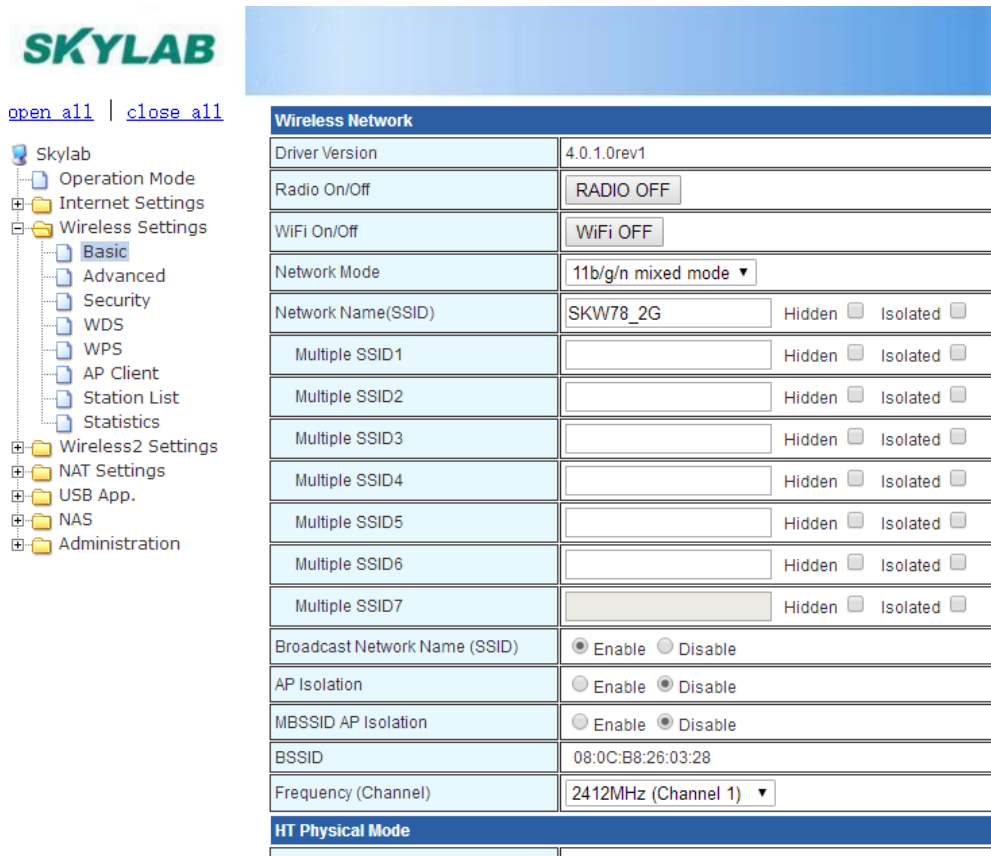 SKYLAB
open all | close all
Skylab
Operation Mode
Internet Settings
Wireless Settings
Basic
Advanced
Security
WDS
WPS
AP Client
Station List
Statistics
Wireless2 Settings
NAT Settings
USB App.
NAS
Administration
Wireless Network
Driver Version 4.0.1.0rev1
Radio On/Off RADIO OFF
WiFi On/Off WiFi OFF
Network Mode 11b/g/n mixed mode
Network Name(SSID) SKW78_2G Hidden Isolated
Multiple SSID1 Hidden Isolated
Multiple SSID2 Hidden Isolated
Multiple SSID3 Hidden Isolated
Multiple SSID4 Hidden Isolated
Multiple SSID5 Hidden Isolated
Multiple SSID6 Hidden Isolated
Multiple SSID7 Hidden Isolated
Broadcast Network Name (SSID) Enable Disable
AP Isolation Enable Disable
MBSSID AP Isolation Enable Disable
BSSID 08:0C:B8:26:03:28
Frequency (Channel) 2412MHz (Channel 1)
HT Physical Mode